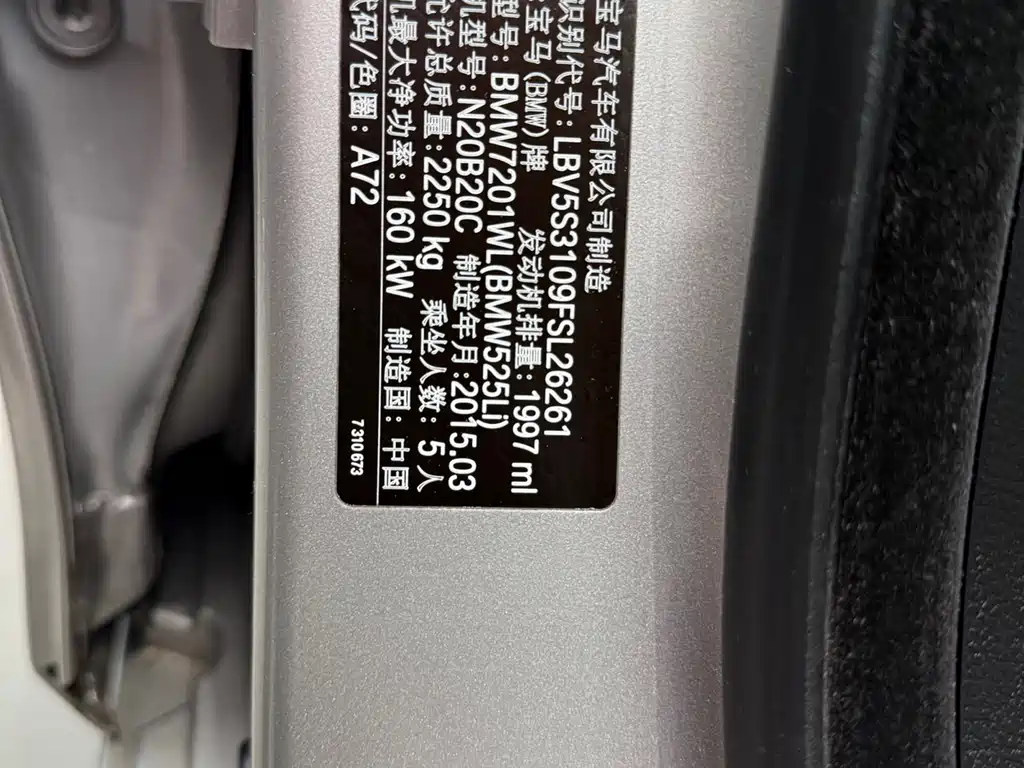 宝马汽车有限公司制造
识别代号: LBV5S3109FSL26261
宝马(BMW)牌 发动机排量: 1997 ml
型号: BMW7201WL(BMW525Li)
机型号: N20B20C 制造年月: 2015.03
允许总质量: 2250 kg 乘坐人数: 5 人
机最大净功率: 160 kW 制造国: 中国
代码/色圈: A72
7 310 673